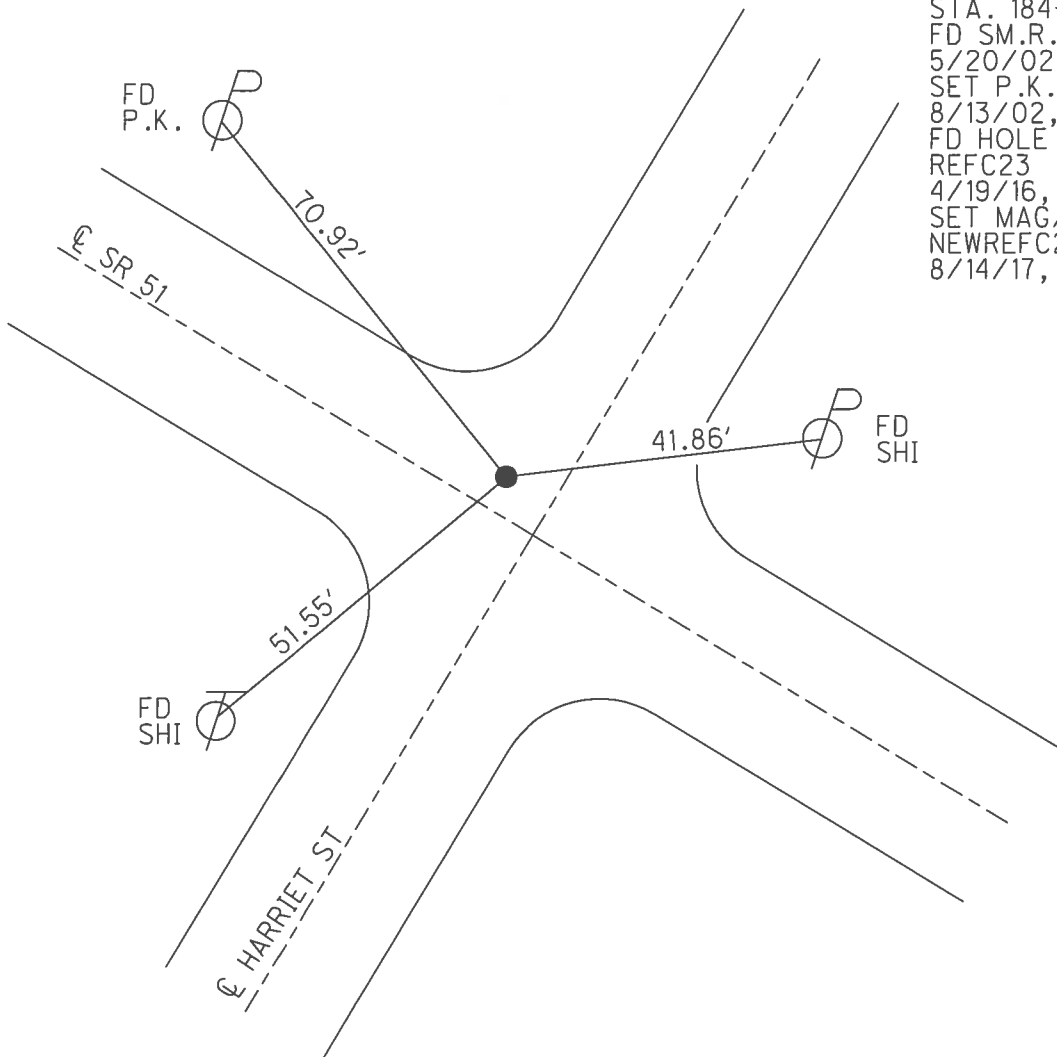 STA. 184
FD SM.R.
5/20/02
SET P.K.
8/13/02,
FD HOLE
REFC23
4/19/16,
SET MAG
NEWREFC
8/14/17,
FD
P.K.
70.92'
℄ SR 51
41.86'
FD
SHI
51.55'
FD
SHI
℄ HARRIET ST